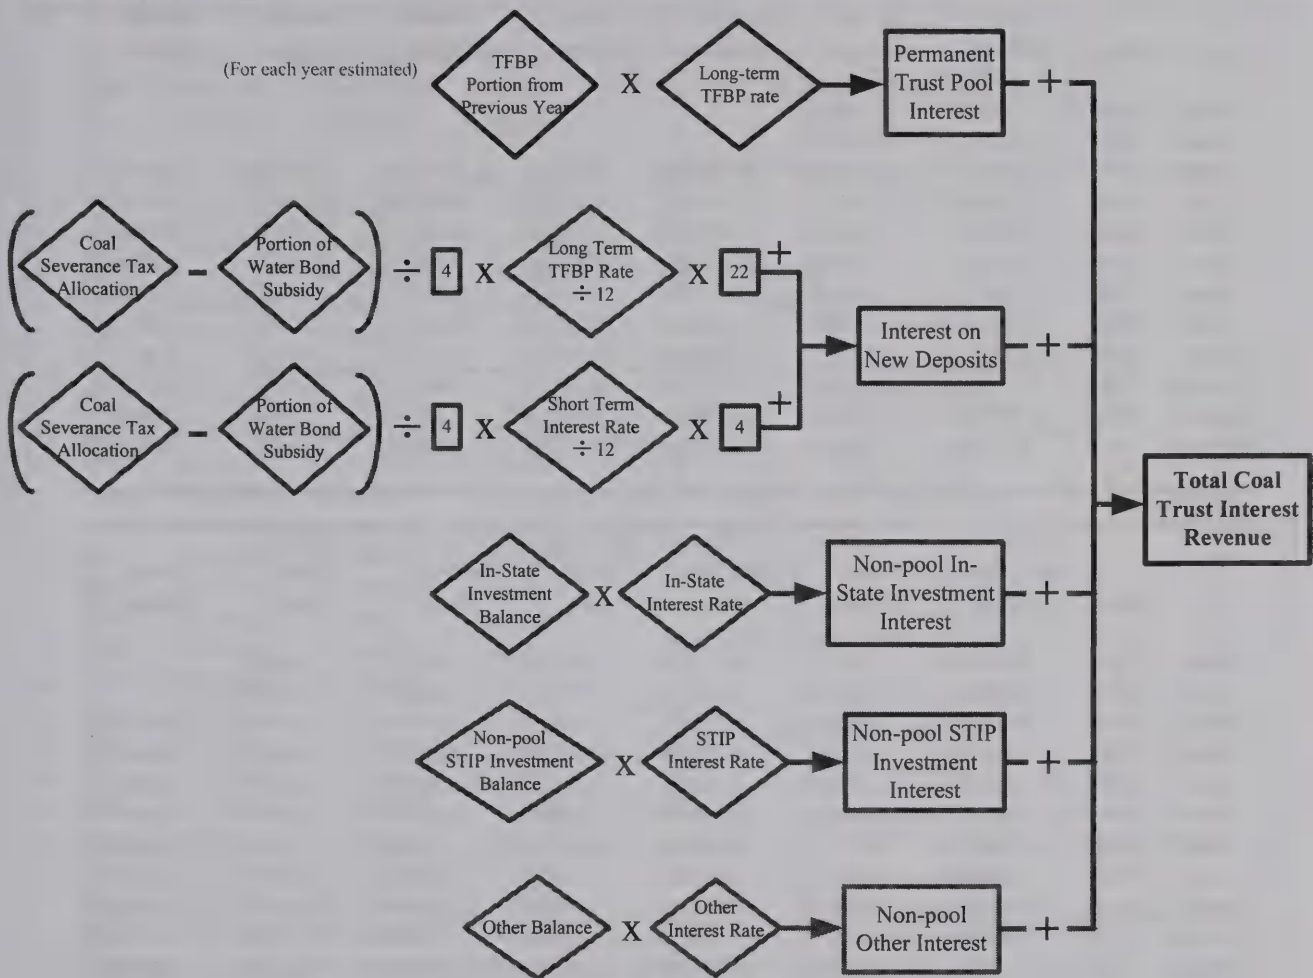 (For each year estimated)
TFBP
Portion from
Previous Year
X
Long-term
TFBP rate
Permanent
Trust Pool
Interest
+
(
Coal
Severance Tax
Allocation
-
Portion of
Water Bond
Subsidy
)
÷
4
X
Long Term
TFBP Rate
÷ 12
X
22
+
(
Coal
Severance Tax
Allocation
-
Portion of
Water Bond
Subsidy
)
÷
4
X
Short Term
Interest Rate
÷ 12
X
4
+
Interest on
New Deposits
+
In-State
Investment
Balance
X
In-State
Interest Rate
Non-pool In-
State Investment
Interest
+
Non-pool
STIP Investment
Balance
X
STIP
Interest Rate
Non-pool STIP
Investment
Interest
+
Other Balance
X
Other
Interest Rate
Non-pool
Other Interest
+
Total Coal
Trust Interest
Revenue